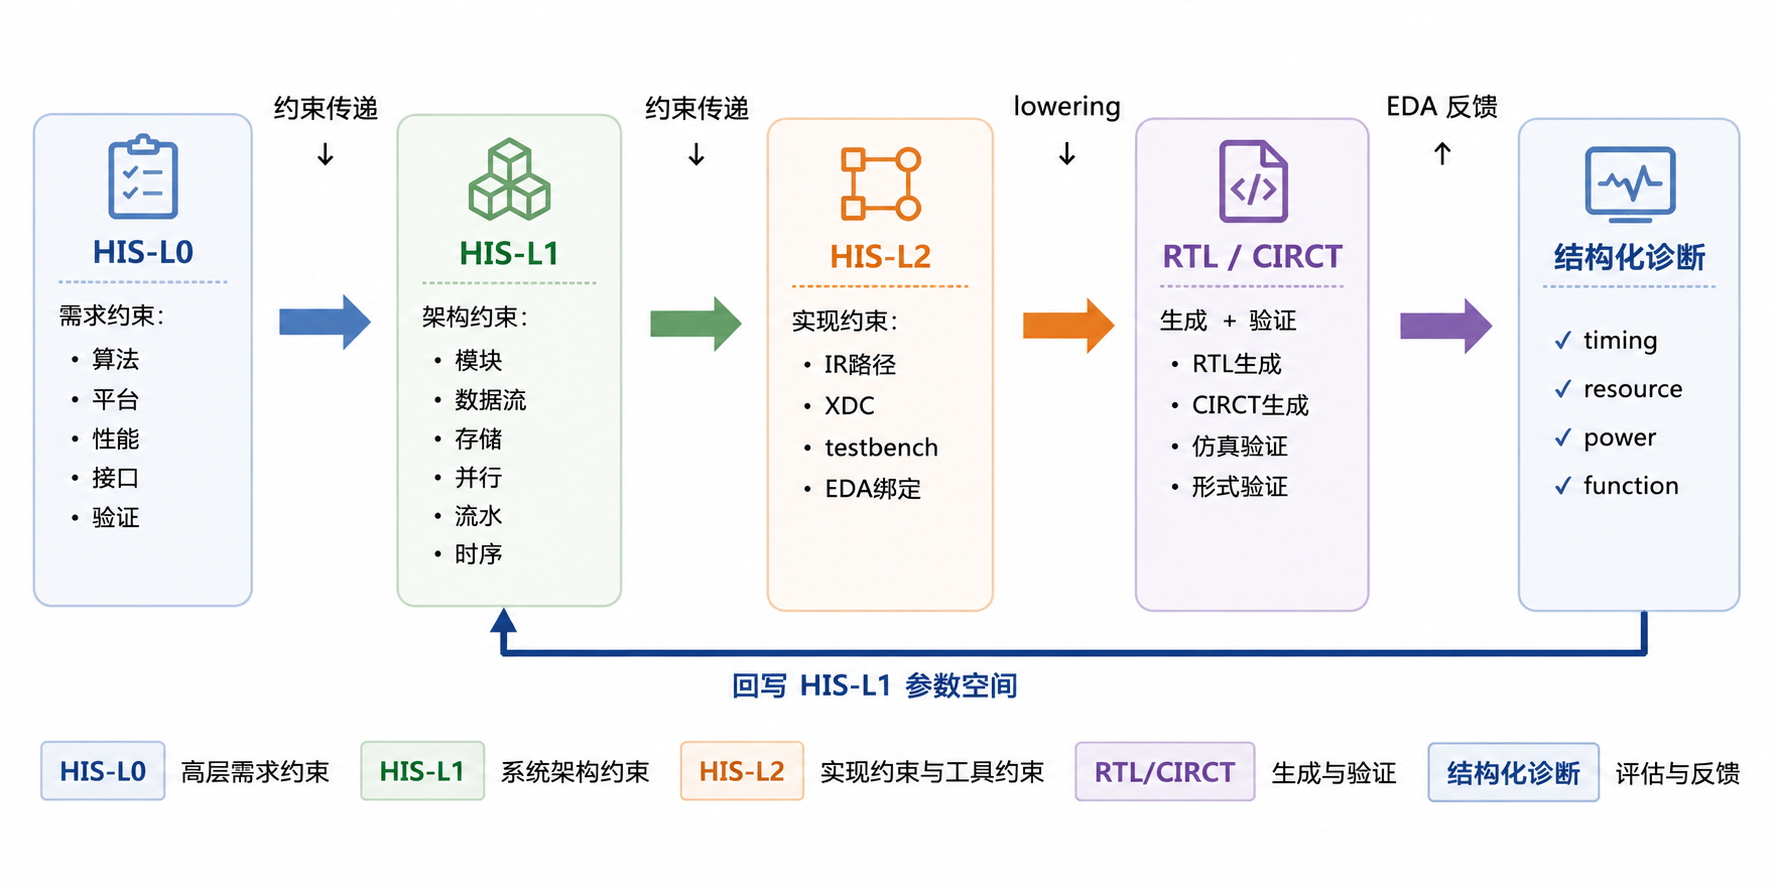 约束传递
↓
约束传递
↓
lowering
↓
EDA 反馈
↑
HIS-L0
需求约束：
• 算法
• 平台
• 性能
• 接口
• 验证
HIS-L1
架构约束：
• 模块
• 数据流
• 存储
• 并行
• 流水
• 时序
HIS-L2
实现约束：
• IR路径
• XDC
• testbench
• EDA绑定
RTL / CIRCT
生成 + 验证
• RTL生成
• CIRCT生成
• 仿真验证
• 形式验证
结构化诊断
✓ timing
✓ resource
✓ power
✓ function
回写 HIS-L1 参数空间
HIS-L0 高层需求约束
HIS-L1 系统架构约束
HIS-L2 实现约束与工具约束
RTL/CIRCT 生成与验证
结构化诊断 评估与反馈